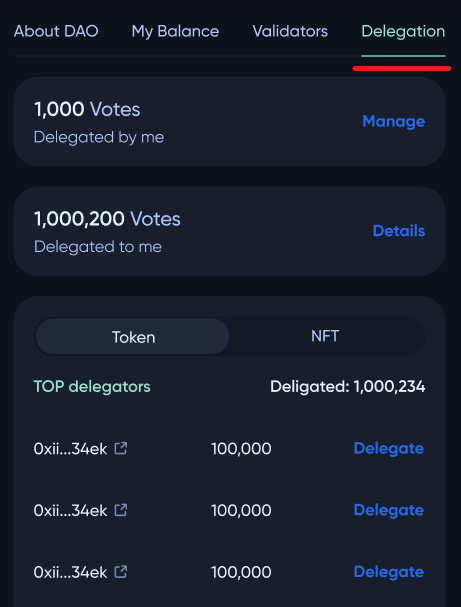 About DAO My Balance Validators Delegation
1,000 Votes
Delegated by me
Manage
1,000,200 Votes
Delegated to me
Details
Token NFT
TOP delegators Deligated: 1,000,234
0xii...34ek 100,000 Delegate
0xii...34ek 100,000 Delegate
0xii...34ek 100,000 Delegate